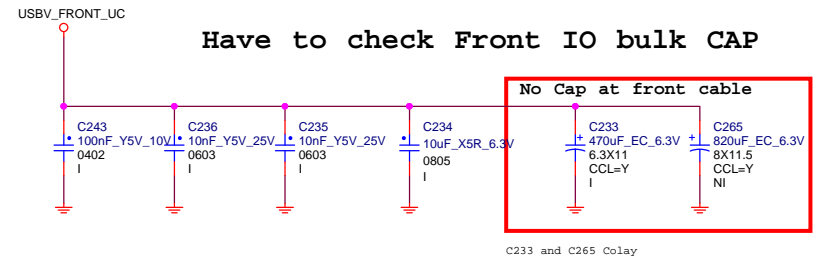 USBV_FRONT_UC
Have to check Front IO bulk CAP
No Cap at front cable
C243
100nF_Y5V_10V
0402
I
C236
10nF_Y5V_25V
0603
I
C235
10nF_Y5V_25V
0603
I
C234
10uF_X5R_6.3V
0805
I
C233
+
470uF_EC_6.3V
6.3X11
CCL=Y
I
C265
+
820uF_EC_6.3V
8X11.5
CCL=Y
NI
C233 and C265 Colay